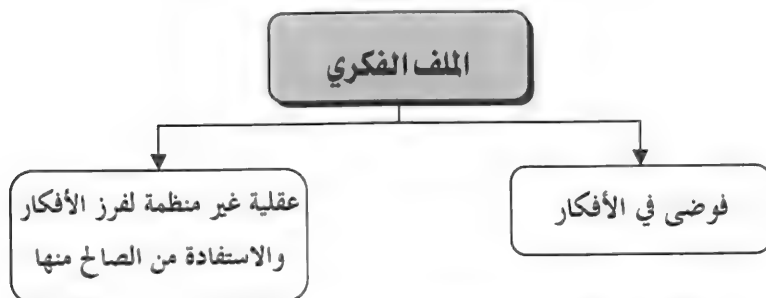 الملف الفكري
فوضى في الأفكار
عقلية غير منظمة لفرز الأفكار
والاستفادة من الصالح منها